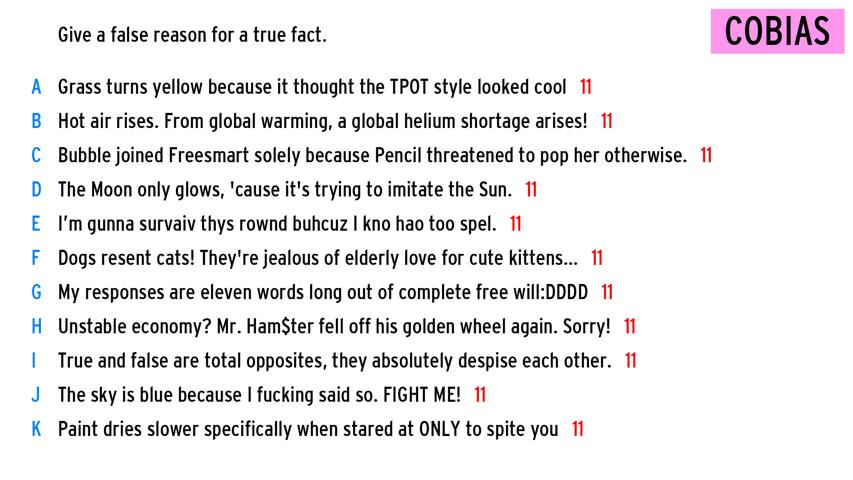 Give a false reason for a true fact.
COBIAS
A Grass turns yellow because it thought the TPOT style looked cool 11
B Hot air rises. From global warming, a global helium shortage arises! 11
C Bubble joined Freesmart solely because Pencil threatened to pop her otherwise. 11
D The Moon only glows, 'cause it's trying to imitate the Sun. 11
E I'm gunna survaiv thys rownd buhcuz I kno hao too spel. 11
F Dogs resent cats! They're jealous of elderly love for cute kittens... 11
G My responses are eleven words long out of complete free will:DDDD 11
H Unstable economy? Mr. Ham$ter fell off his golden wheel again. Sorry! 11
I True and false are total opposites, they absolutely despise each other. 11
J The sky is blue because I fucking said so. FIGHT ME! 11
K Paint dries slower specifically when stared at ONLY to spite you 11